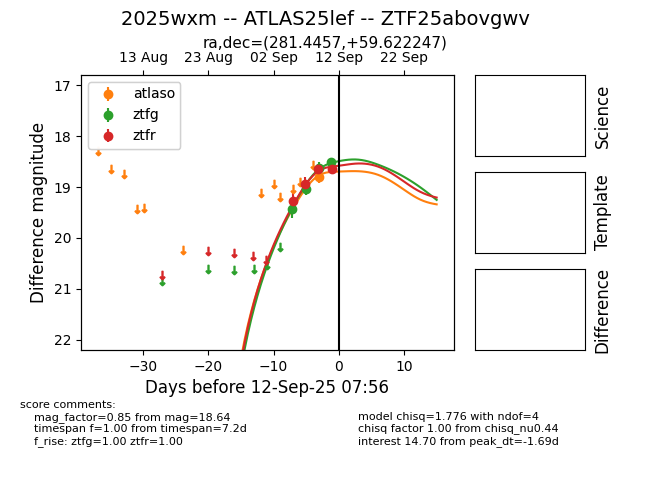 2025wxm -- ATLAS25lef -- ZTF25abovgwv
ra,dec=(281.4457,+59.622247)
13 Aug 23 Aug 02 Sep 12 Sep 22 Sep
atlaso
ztfg
ztfr
17
18
19
20
21
22
Difference magnitude
−30 −20 −10 0 10
Days before 12-Sep-25 07:56
Science
Template
Difference
score comments:
mag_factor=0.85 from mag=18.64
timespan f=1.00 from timespan=7.2d
f_rise: ztfg=1.00 ztfr=1.00
model chisq=1.776 with ndof=4
chisq factor 1.00 from chisq_nu0.44
interest 14.70 from peak_dt=-1.69d